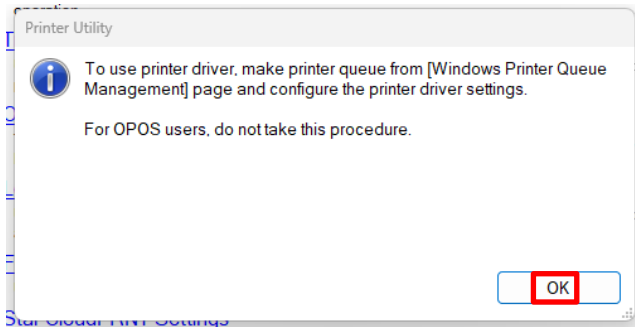 Printer Utility
To use printer driver, make printer queue from [Windows Printer Queue
Management] page and configure the printer driver settings.
For OPOS users, do not take this procedure.
OK